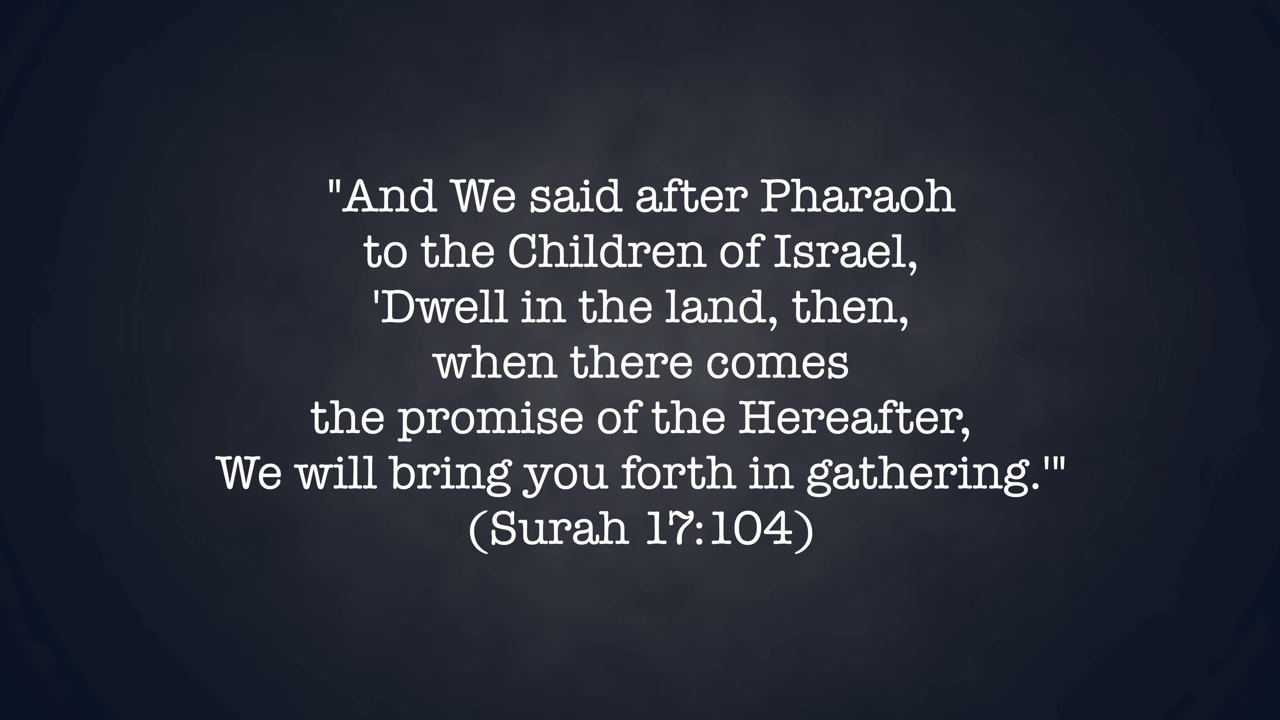 "And We said after Pharaoh
to the Children of Israel,
'Dwell in the land, then,
when there comes
the promise of the Hereafter,
We will bring you forth in gathering.'"
(Surah 17:104)